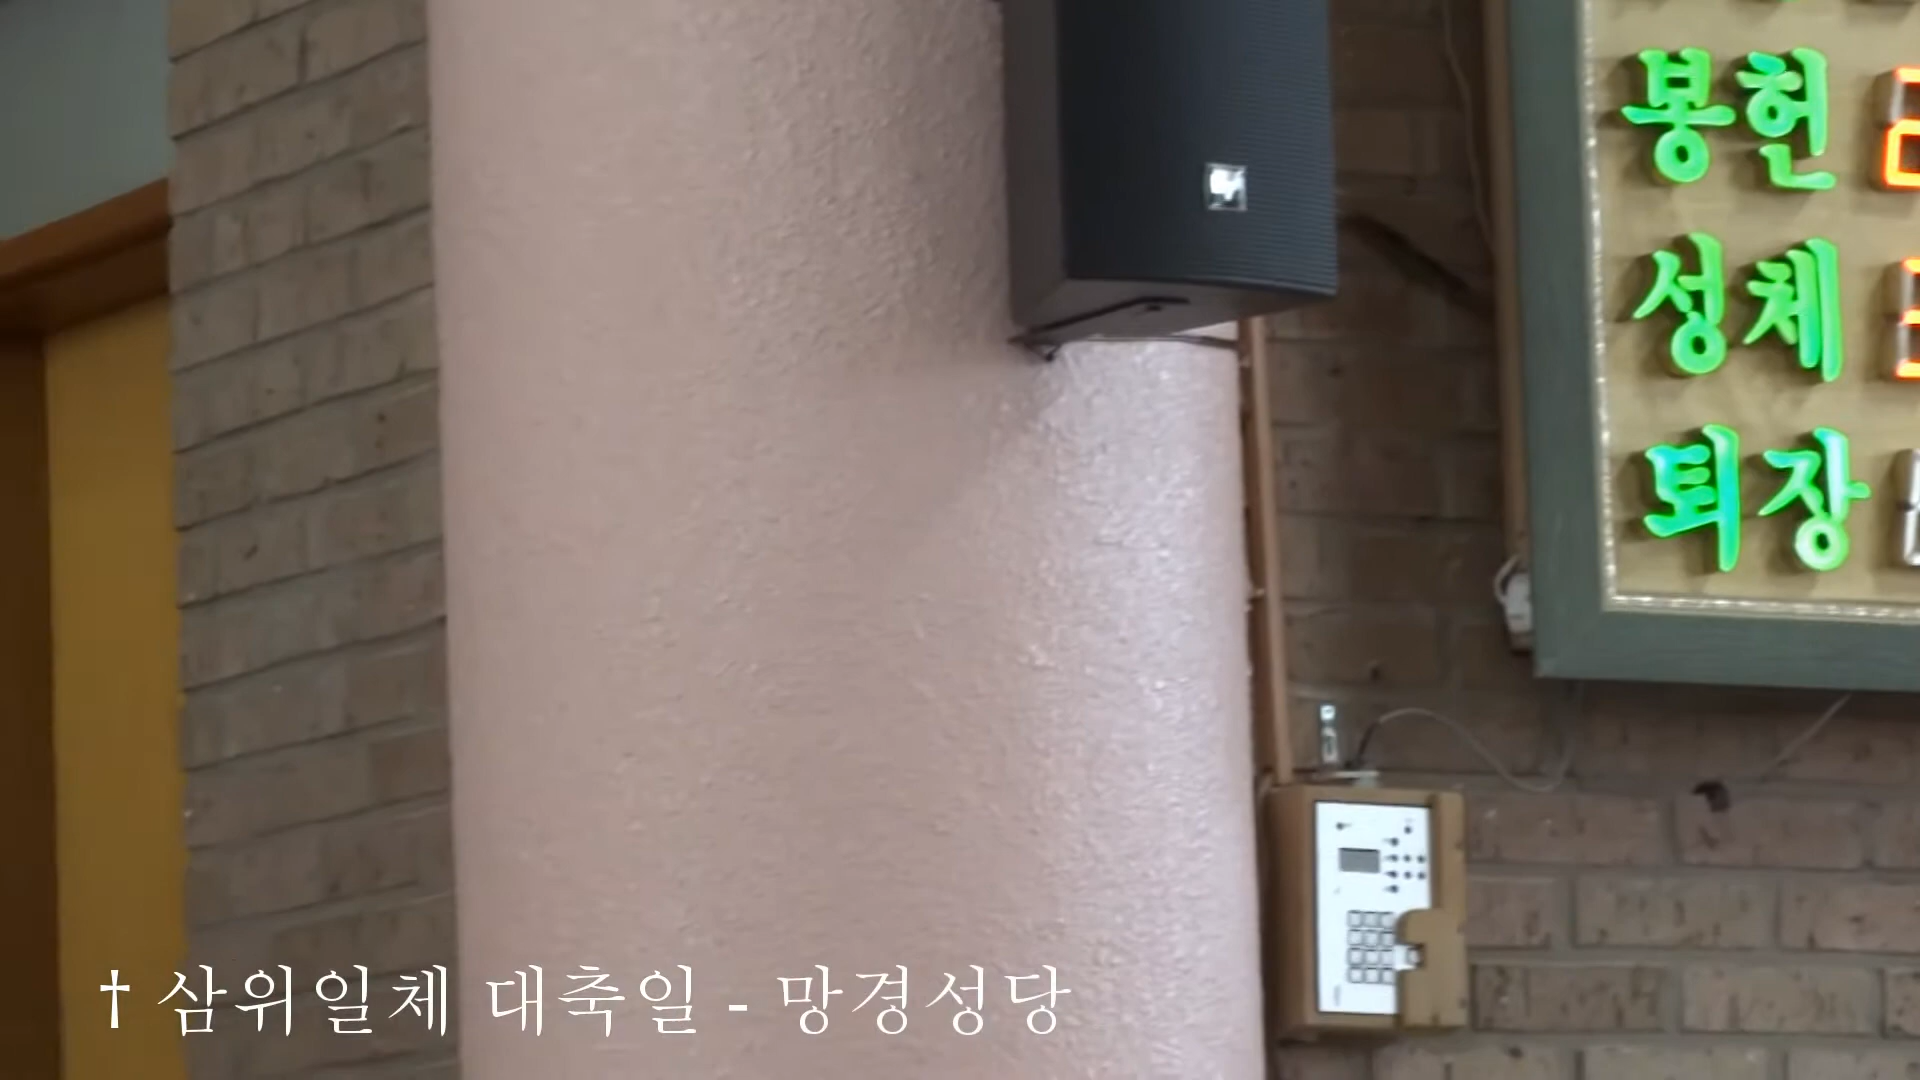 봉헌
성체
퇴장
† 삼위일체 대축일 - 망경성당